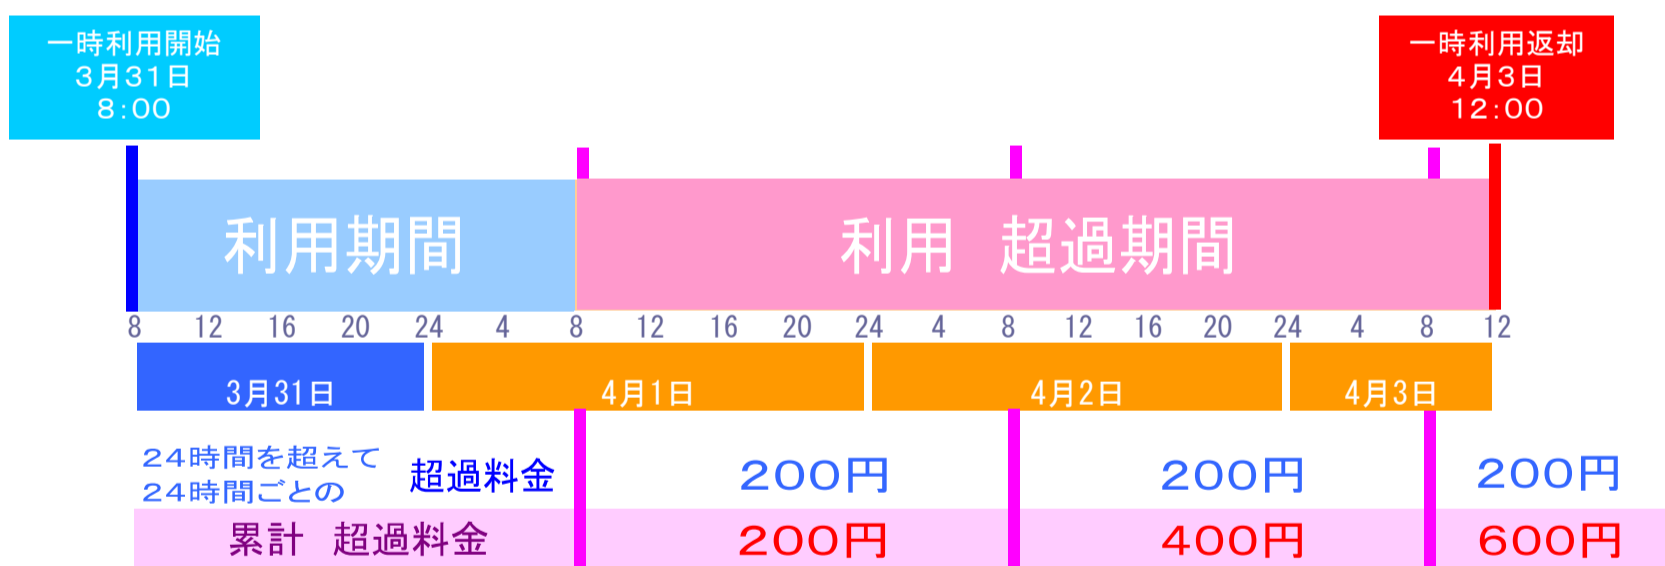 一時利用開始
3月31日
8:00
一時利用返却
4月3日
12:00
利用期間
利用　超過期間
8 12 16 20 24 4 8 12 16 20 24 4 8 12 16 20 24 4 8 12
3月31日
4月1日
4月2日
4月3日
24時間を超えて
24時間ごとの
超過料金
200円
200円
200円
累計　超過料金
200円
400円
600円